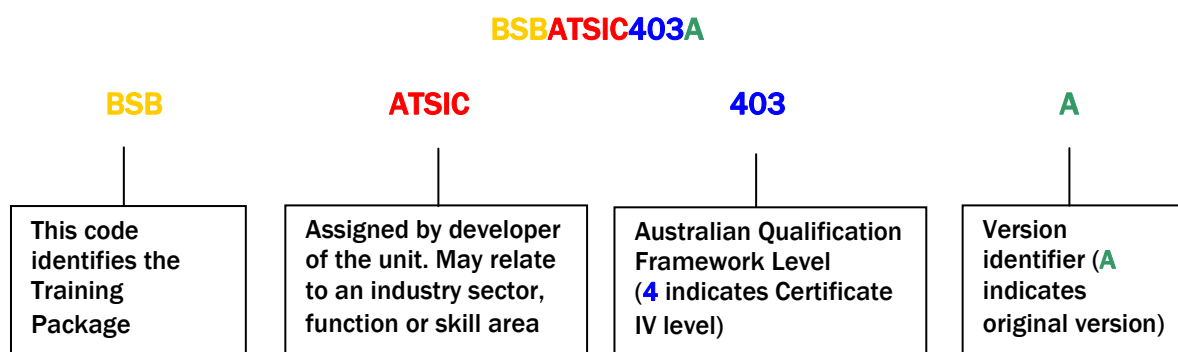 BSBATSIC403A
BSB
ATSIC
403
A
This code
identifies the
Training
Package
Assigned by developer
of the unit. May relate
to an industry sector,
function or skill area
Australian Qualification
Framework Level
(4 indicates Certificate
IV level)
Version
identifier (A
indicates
original version)